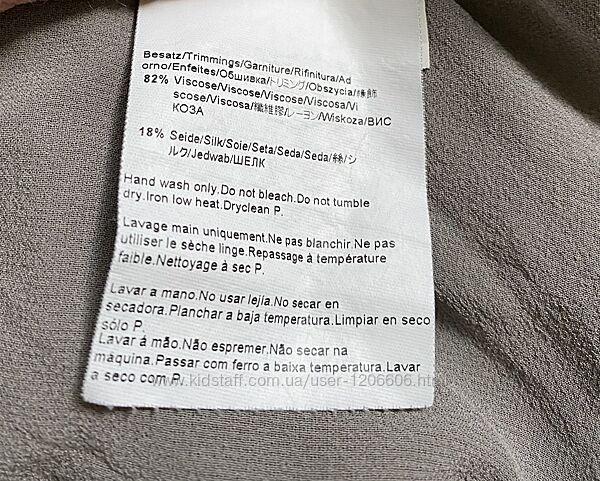 Besatz/Trimmings/Garniture/Rifinitura/Ad
orno/Enfeites/Обшивка/トリミング/Obszycia/緣飾
82% Viscose/Viscose/Viscose/Viscosa/Vi
scose/Viscosa/纖維膠/レーヨン/Wiskoza/ВИС
КОЗА
18% Seide/Silk/Soie/Seta/Seda/Seda/絲/シ
ルク/Jedwab/ШЕЛК
Hand wash only.Do not bleach.Do not tumble
dry.Iron low heat.Dryclean P.
Lavage main uniquement.Ne pas blanchir.Ne pas
utiliser le sèche linge.Repassage à température
faible.Nettoyage à sec P.
Lavar a mano.No usar lejía.No secar en
secadora.Planchar a baja temperatura.Limpiar en seco
sólo P.
Lavar à mão.Não espremer.Não secar na
máquina.Passar com ferro a baixa temperatura.Lavar
a seco com P.
www.kidstaff.com.ua/user-1206606.html